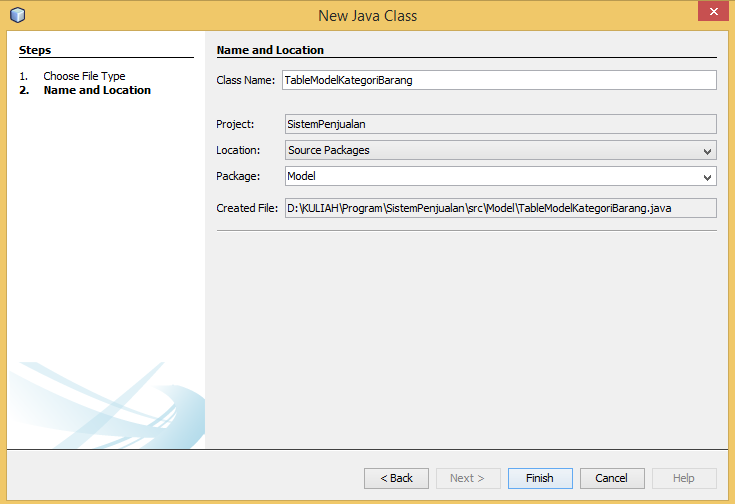 New Java Class
Steps
1. Choose File Type
2. Name and Location
Name and Location
Class Name: TableModelKategoriBarang
Project: SistemPenjualan
Location: Source Packages
Package: Model
Created File: D:\KULIAH\Program\SistemPenjualan\src\Model\TableModelKategoriBarang.java
< Back Next > Finish Cancel Help